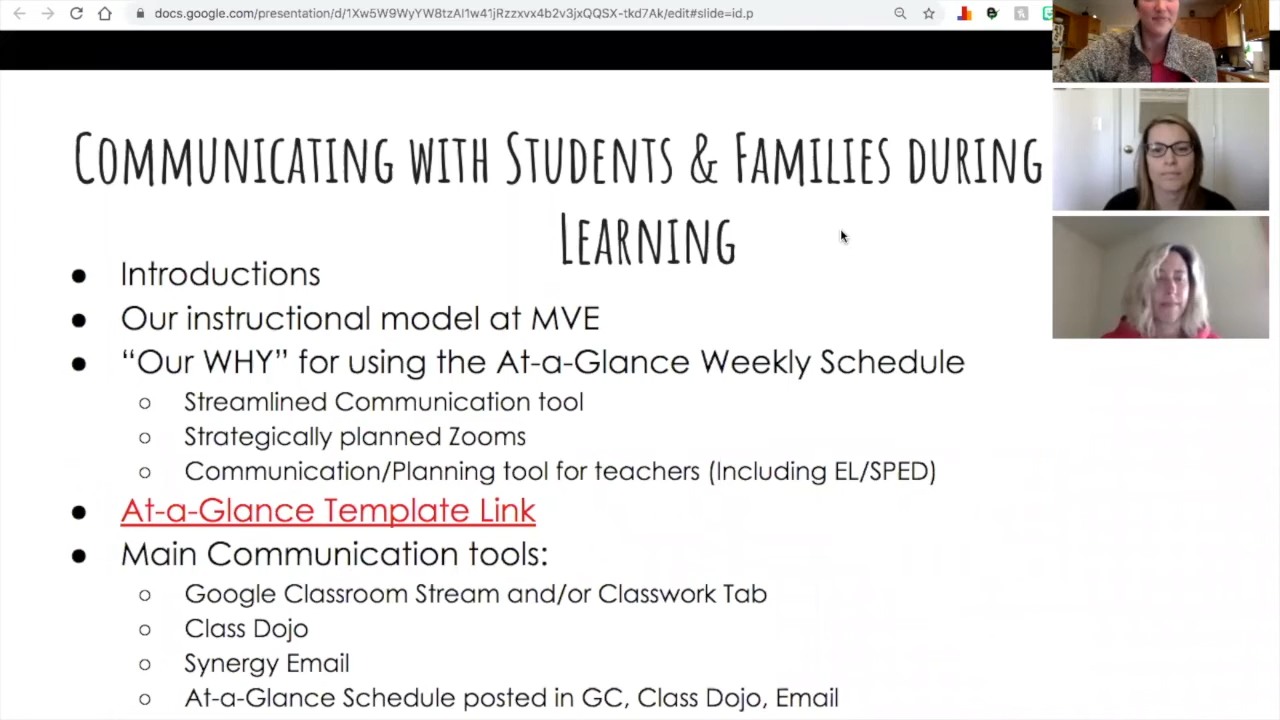 docs.google.com/presentation/d/1Xw5W9WyYW8tzAI1w41jRzzxvx4b2v3jxQQSX-tkd7Ak/edit#slide=id.p
Communicating with Students & Families during
Learning
Introductions
Our instructional model at MVE
“Our WHY” for using the At-a-Glance Weekly Schedule
Streamlined Communication tool
Strategically planned Zooms
Communication/Planning tool for teachers (Including EL/SPED)
At-a-Glance Template Link
Main Communication tools:
Google Classroom Stream and/or Classwork Tab
Class Dojo
Synergy Email
At-a-Glance Schedule posted in GC, Class Dojo, Email